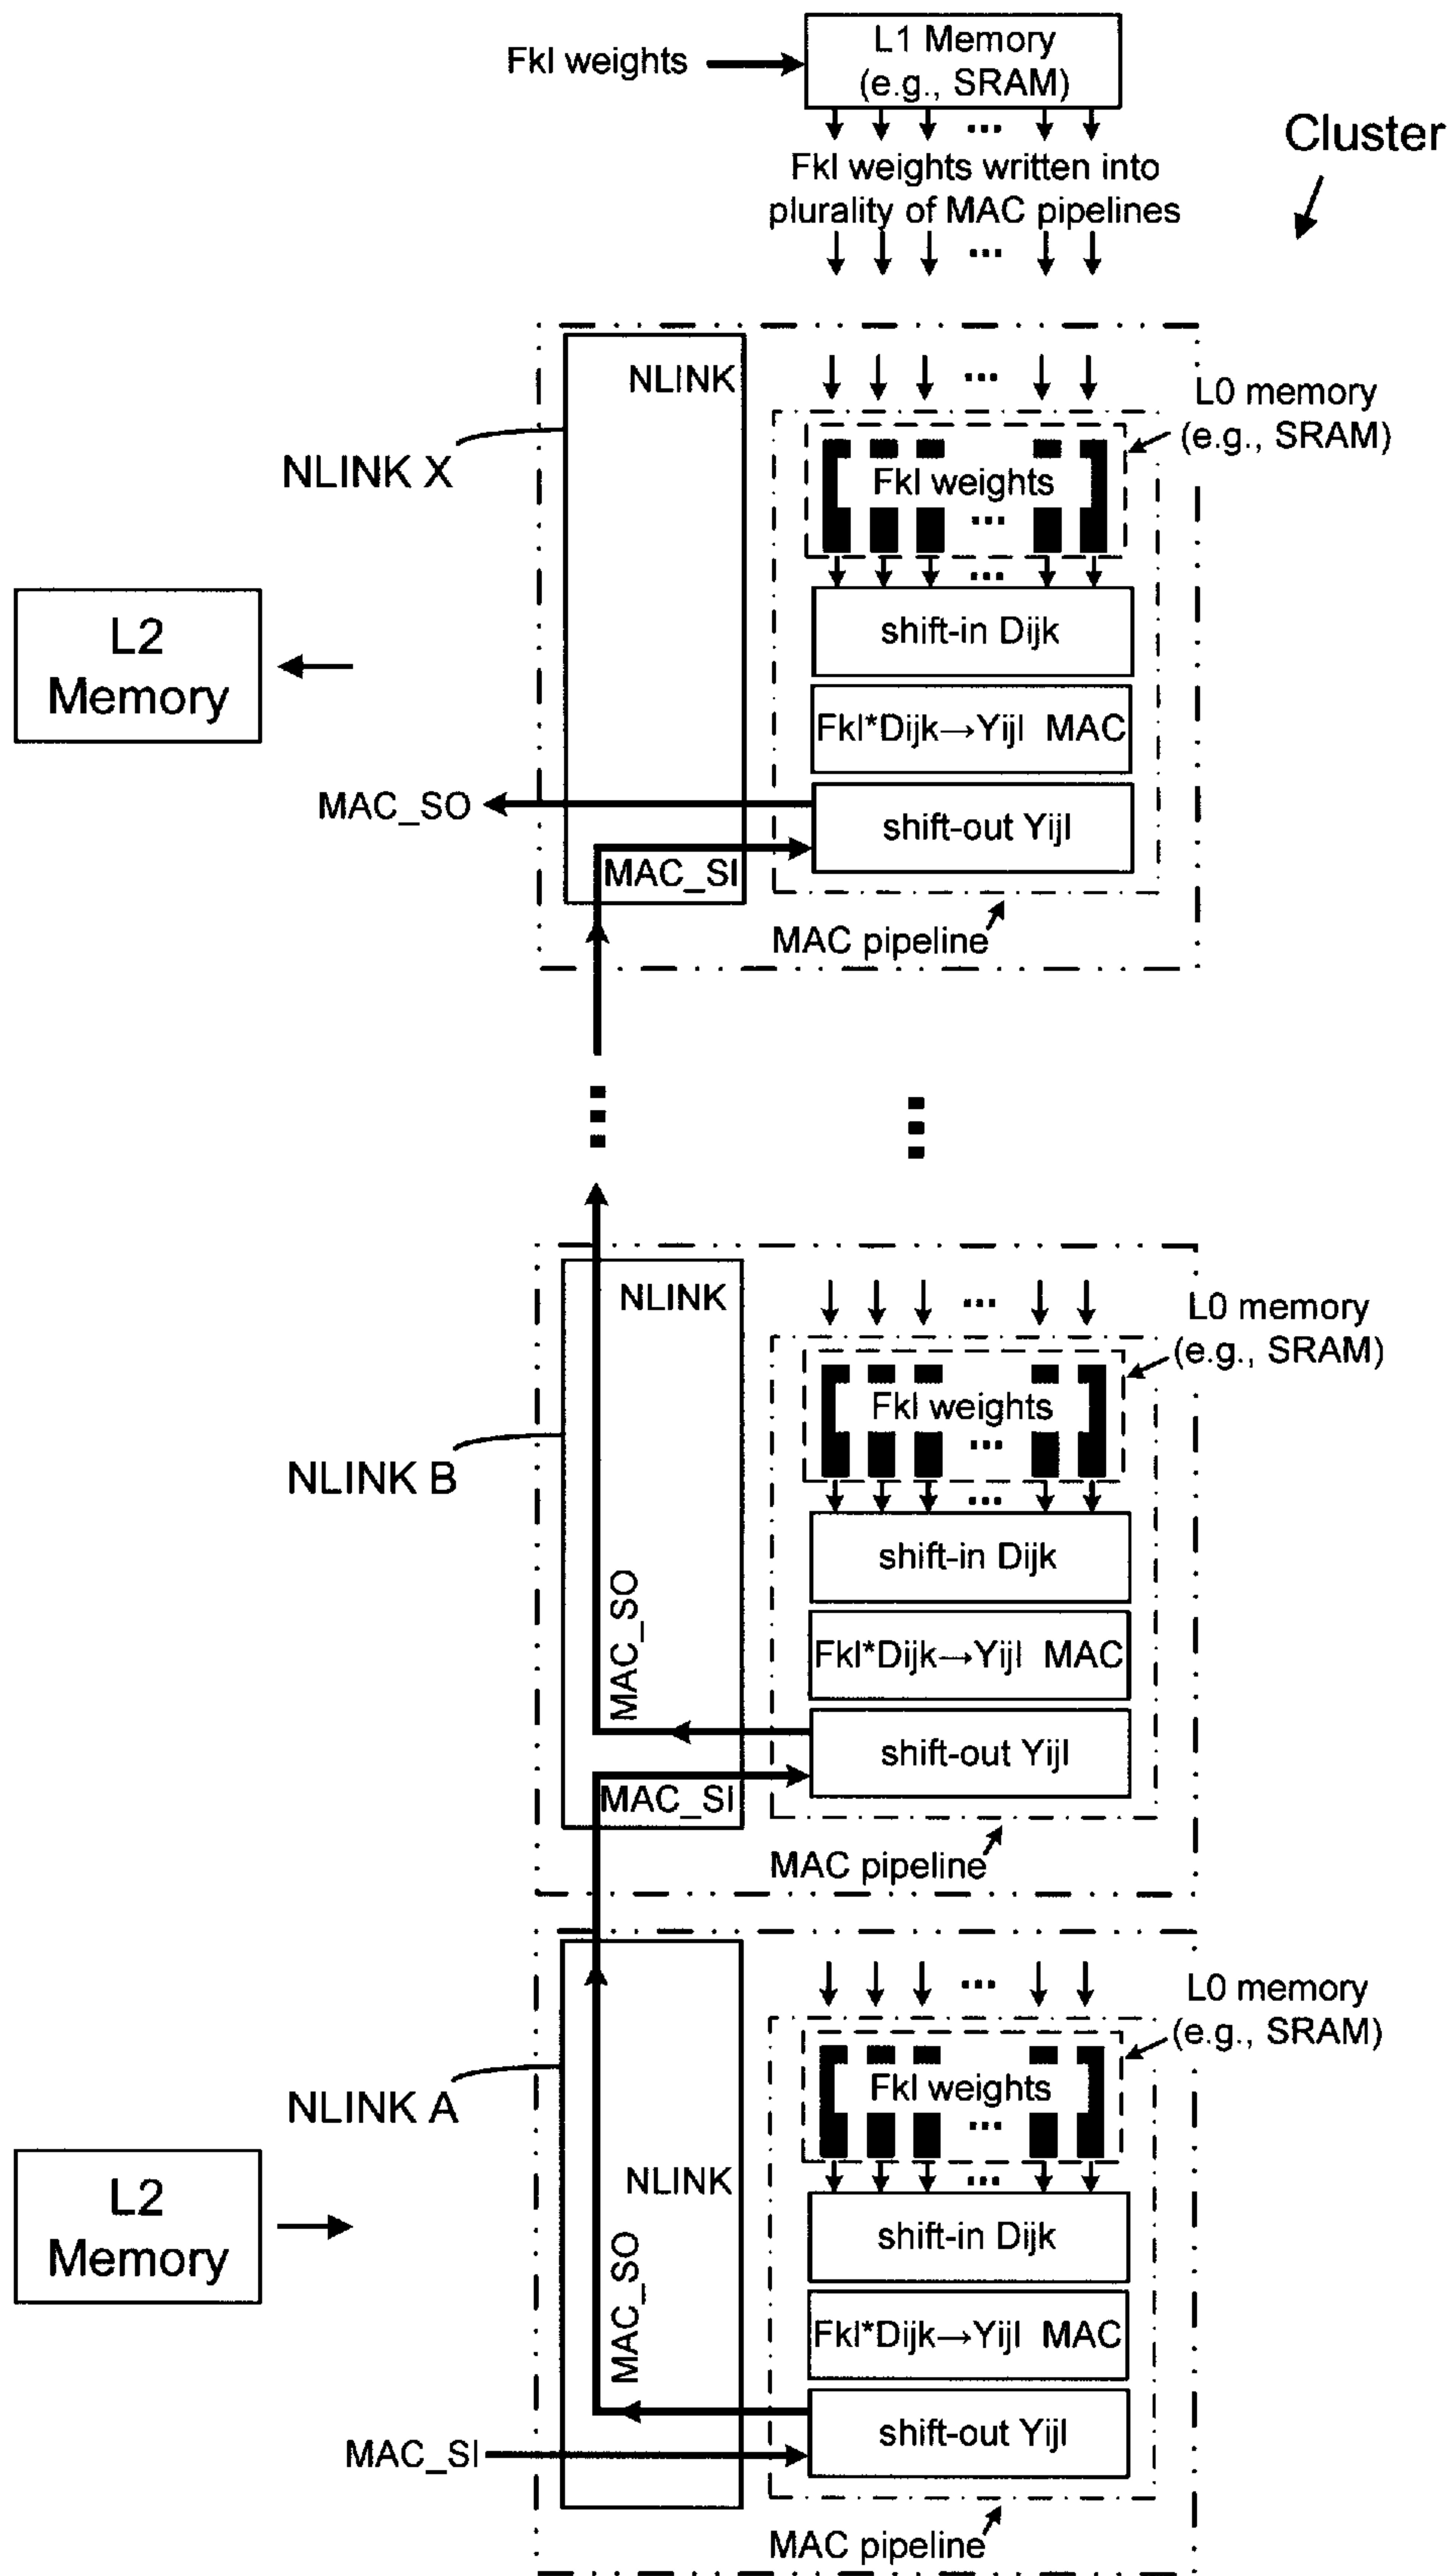 Fkl weights
L1 Memory
(e.g., SRAM)
...
Cluster
Fkl weights written into
plurality of MAC pipelines
...
NLINK
...
L0 memory
(e.g., SRAM)
NLINK X
Fkl weights
...
...
L2
Memory
shift-in Dijk
Fkl*Dijk→Yijl MAC
MAC_SO
shift-out Yijl
MAC_SI
MAC pipeline
NLINK
...
L0 memory
(e.g., SRAM)
NLINK B
Fkl weights
...
...
shift-in Dijk
MAC_SO
Fkl*Dijk→Yijl MAC
shift-out Yijl
MAC_SI
MAC pipeline
...
L0 memory
(e.g., SRAM)
NLINK A
Fkl weights
...
NLINK
...
L2
Memory
shift-in Dijk
MAC_SO
Fkl*Dijk→Yijl MAC
shift-out Yijl
MAC_SI
MAC pipeline